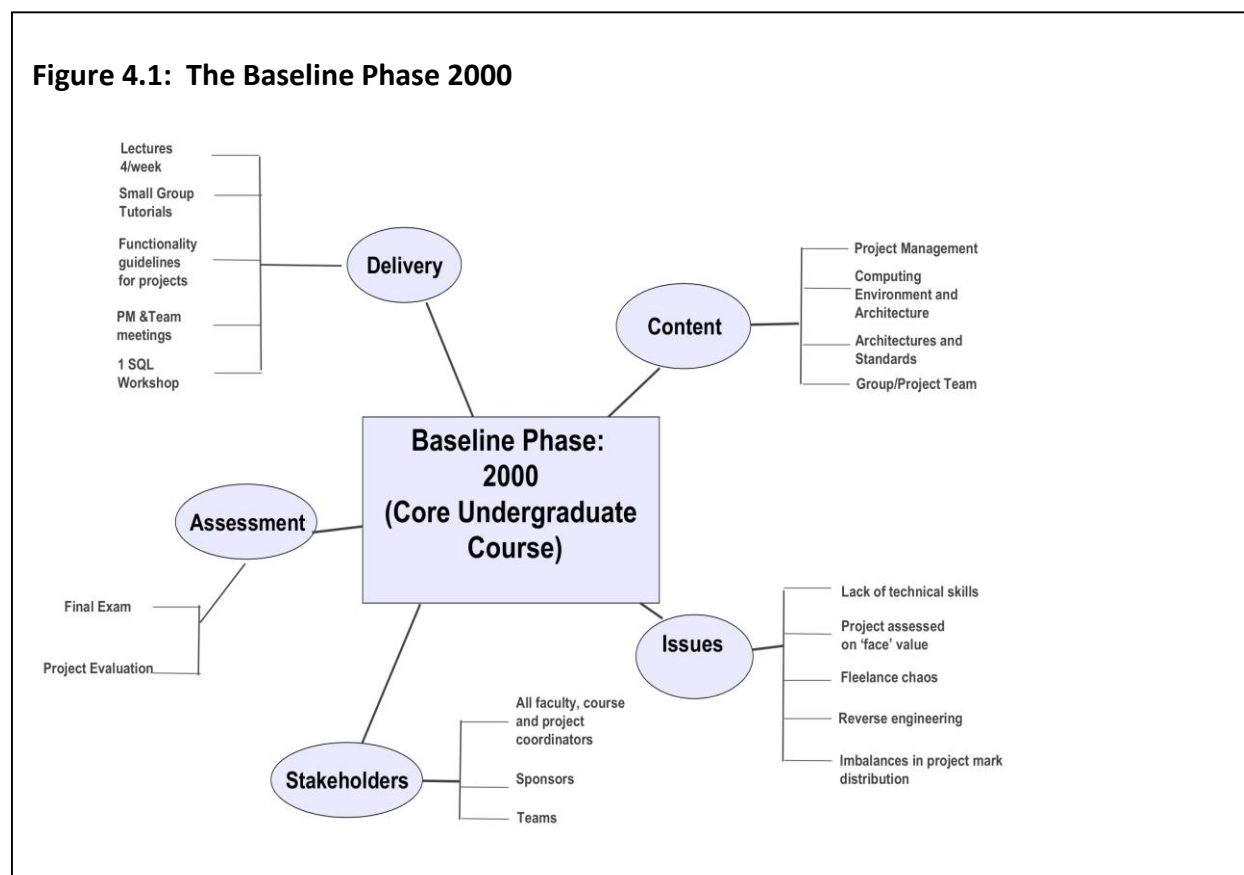 Figure 4.1: The Baseline Phase 2000
Lectures
4/week
Small Group
Tutorials
Functionality
guidelines
for projects
PM &Team
meetings
1 SQL
Workshop
Delivery
Content
Project Management
Computing
Environment and
Architecture
Architectures and
Standards
Group/Project Team
Baseline Phase:
2000
(Core Undergraduate
Course)
Assessment
Final Exam
Project Evaluation
Issues
Lack of technical skills
Project assessed
on ‘face’ value
Fleelance chaos
Reverse engineering
Imbalances in project mark
distribution
Stakeholders
All faculty, course
and project
coordinators
Sponsors
Teams